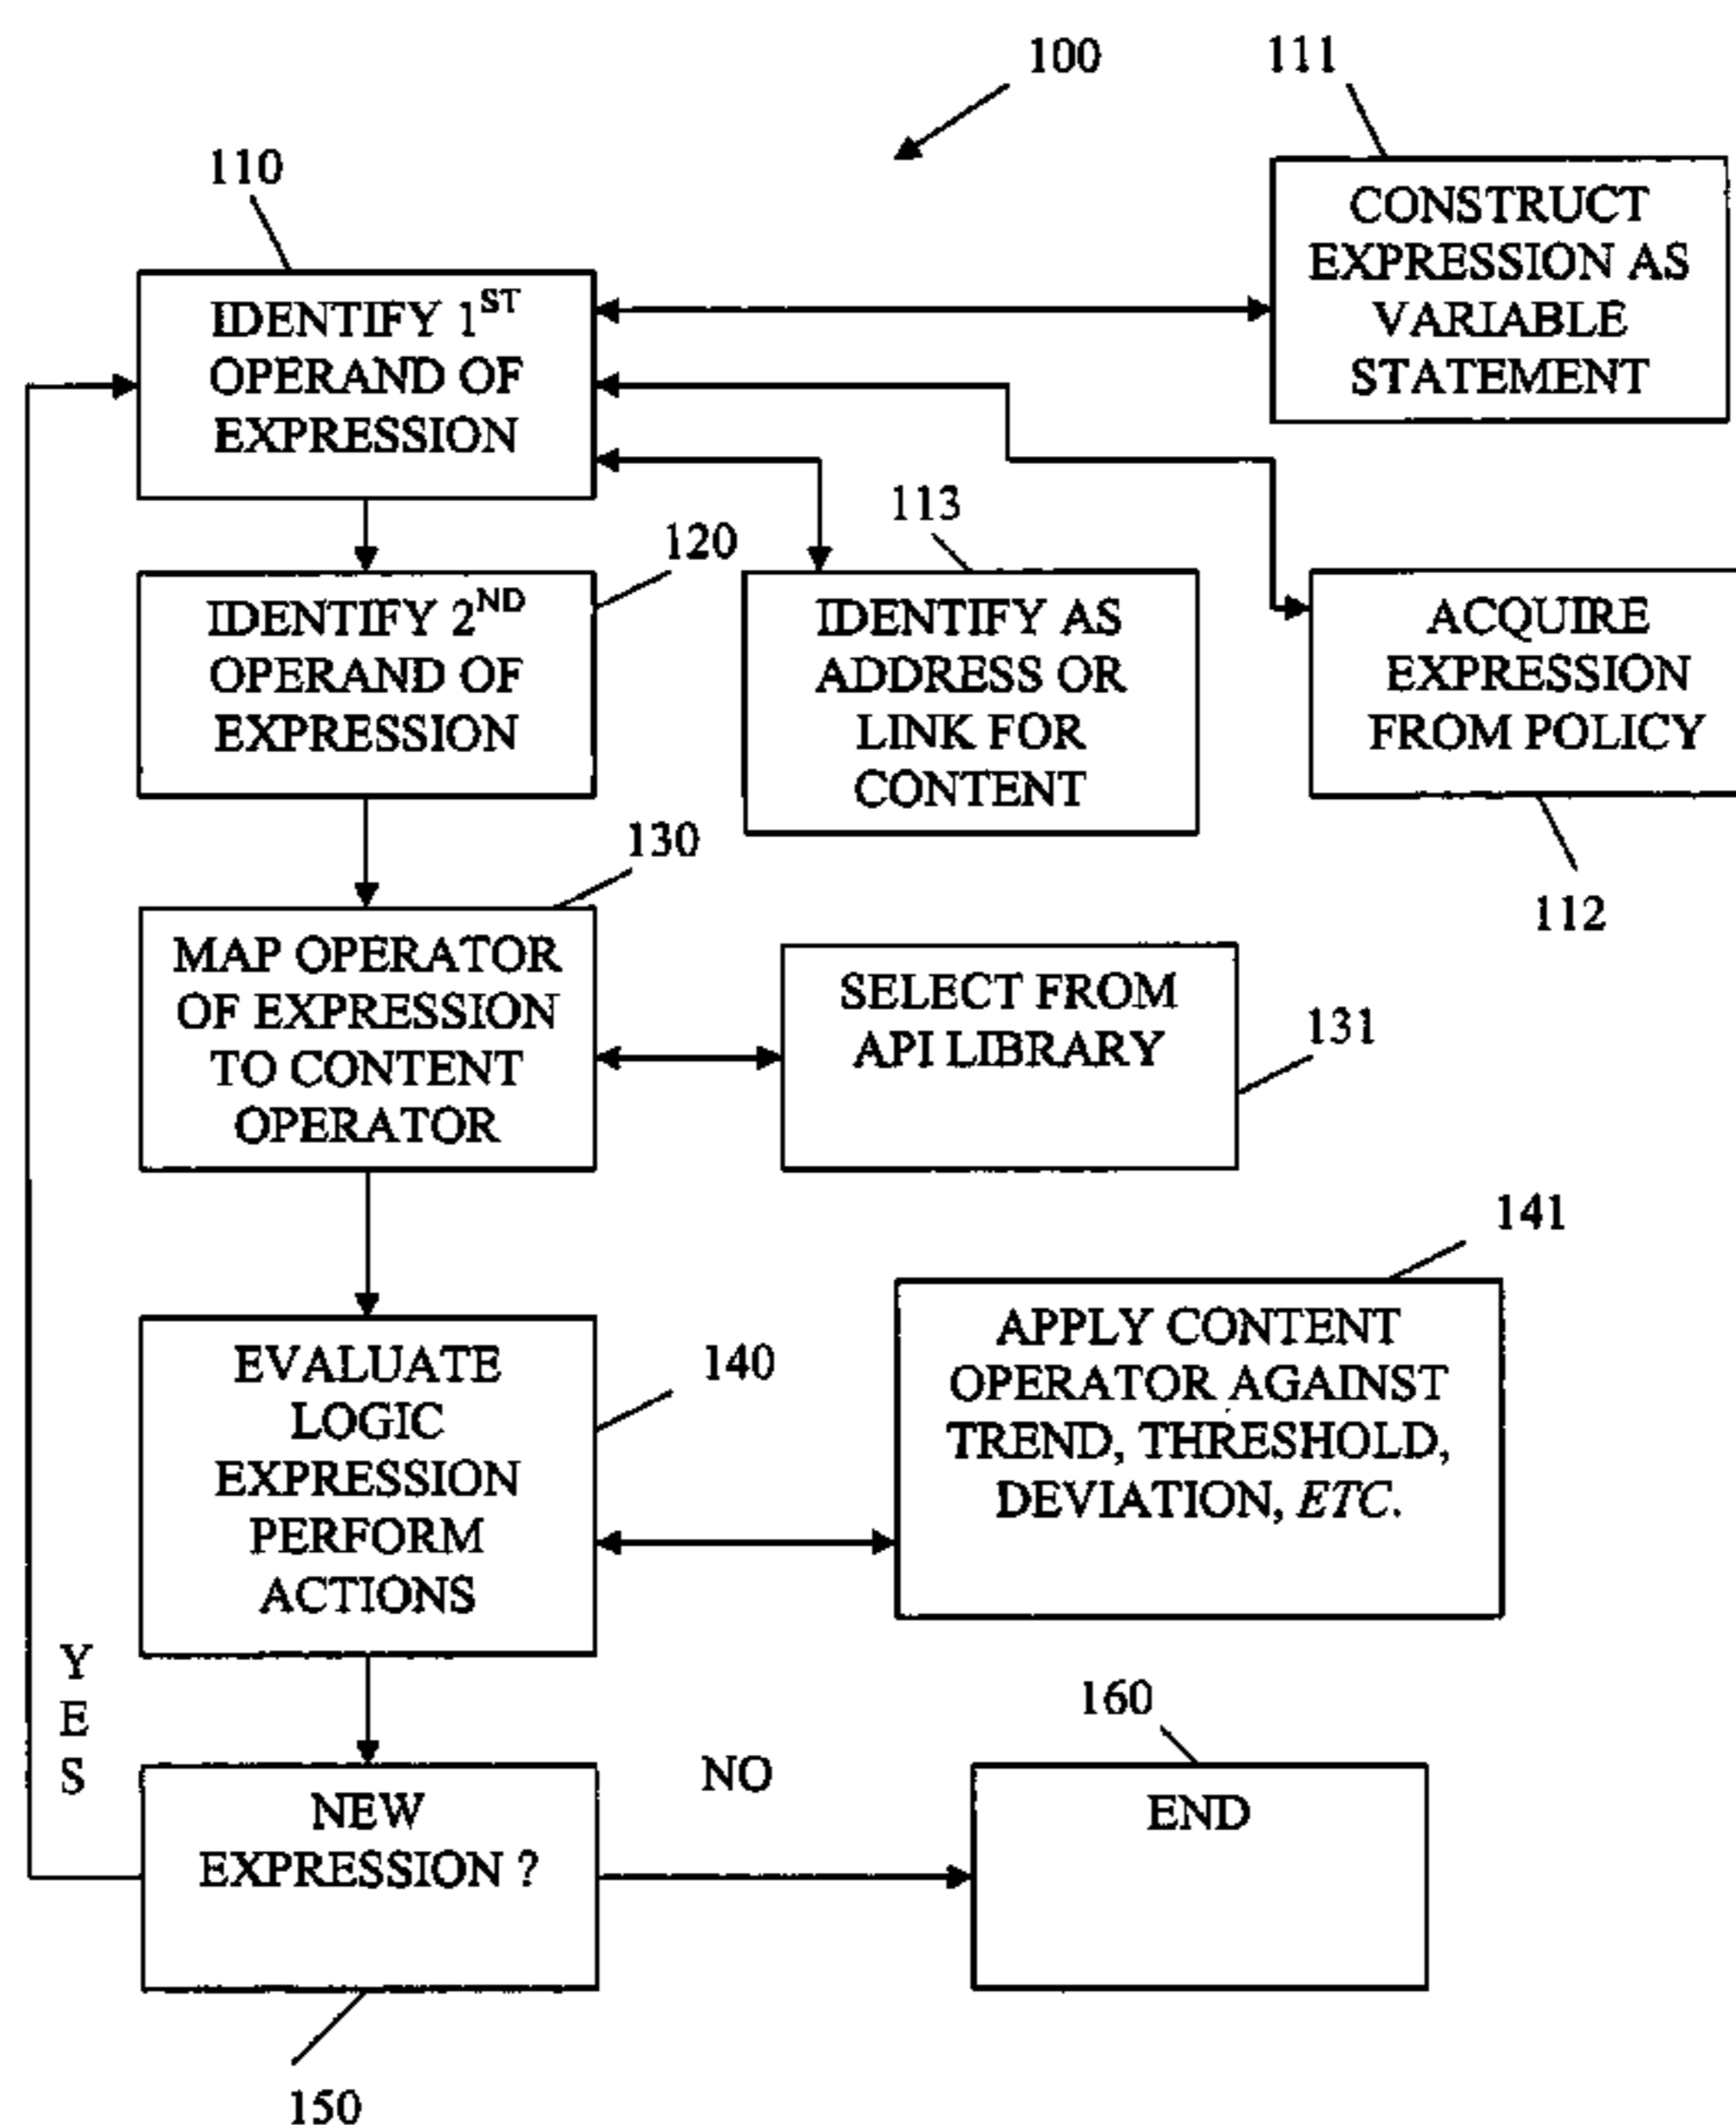 100
111
110
CONSTRUCT
EXPRESSION AS
VARIABLE
STATEMENT
IDENTIFY 1ST
OPERAND OF
EXPRESSION
113
120
IDENTIFY 2ND
OPERAND OF
EXPRESSION
IDENTIFY AS
ADDRESS OR
LINK FOR
CONTENT
ACQUIRE
EXPRESSION
FROM POLICY
112
130
MAP OPERATOR
OF EXPRESSION
TO CONTENT
OPERATOR
SELECT FROM
API LIBRARY
131
141
EVALUATE
LOGIC
EXPRESSION
PERFORM
ACTIONS
140
APPLY CONTENT
OPERATOR AGAINST
TREND, THRESHOLD,
DEVIATION, ETC.
Y
E
S
160
NEW
EXPRESSION ?
NO
END
150